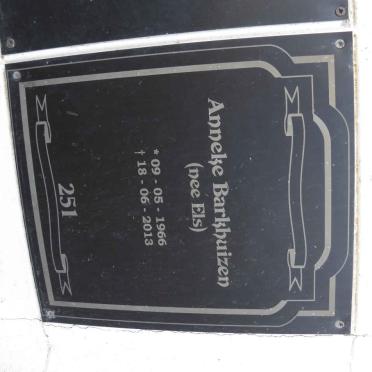 Anneke Barkhuizen
(nee Els)
* 09 - 05 - 1966
† 18 - 06 - 2013
251